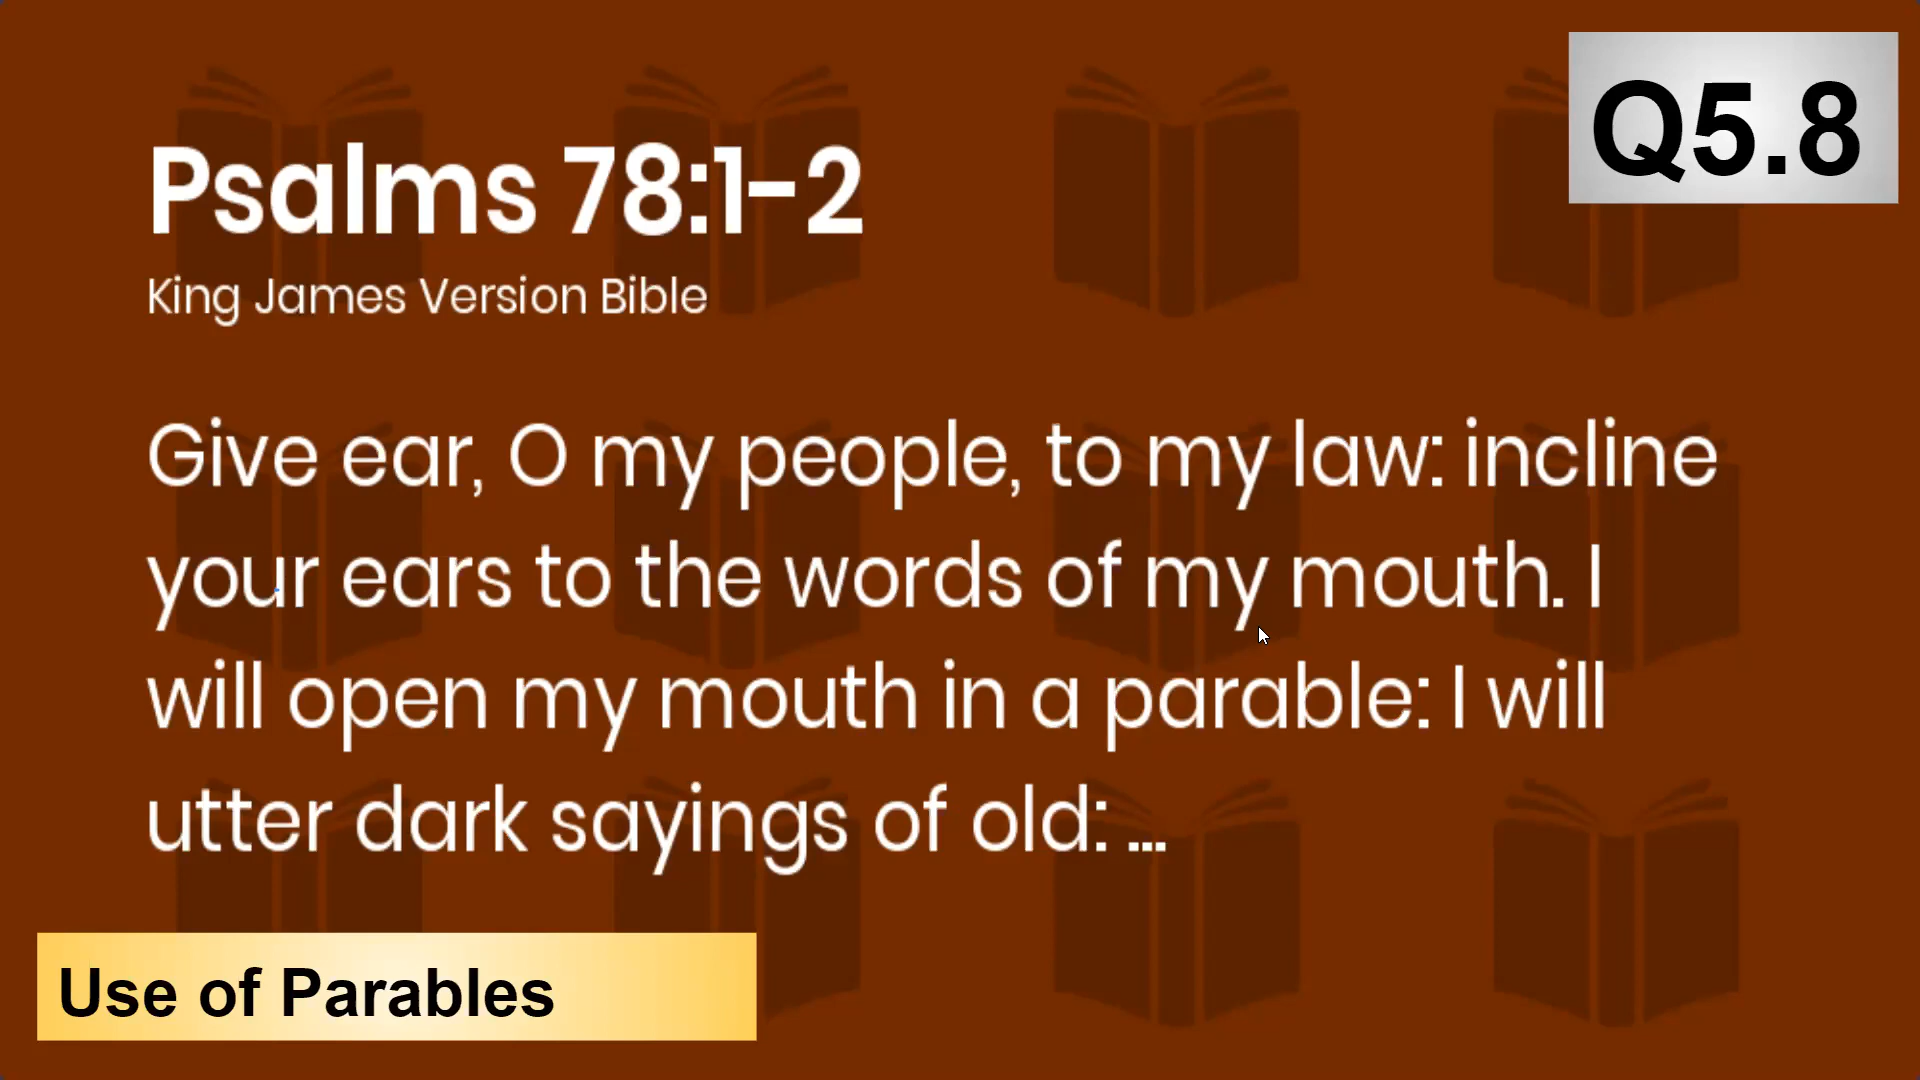 Q5.8
Psalms 78:1-2
King James Version Bible
Give ear, O my people, to my law: incline
your ears to the words of my mouth. I
will open my mouth in a parable: I will
utter dark sayings of old: ...
Use of Parables